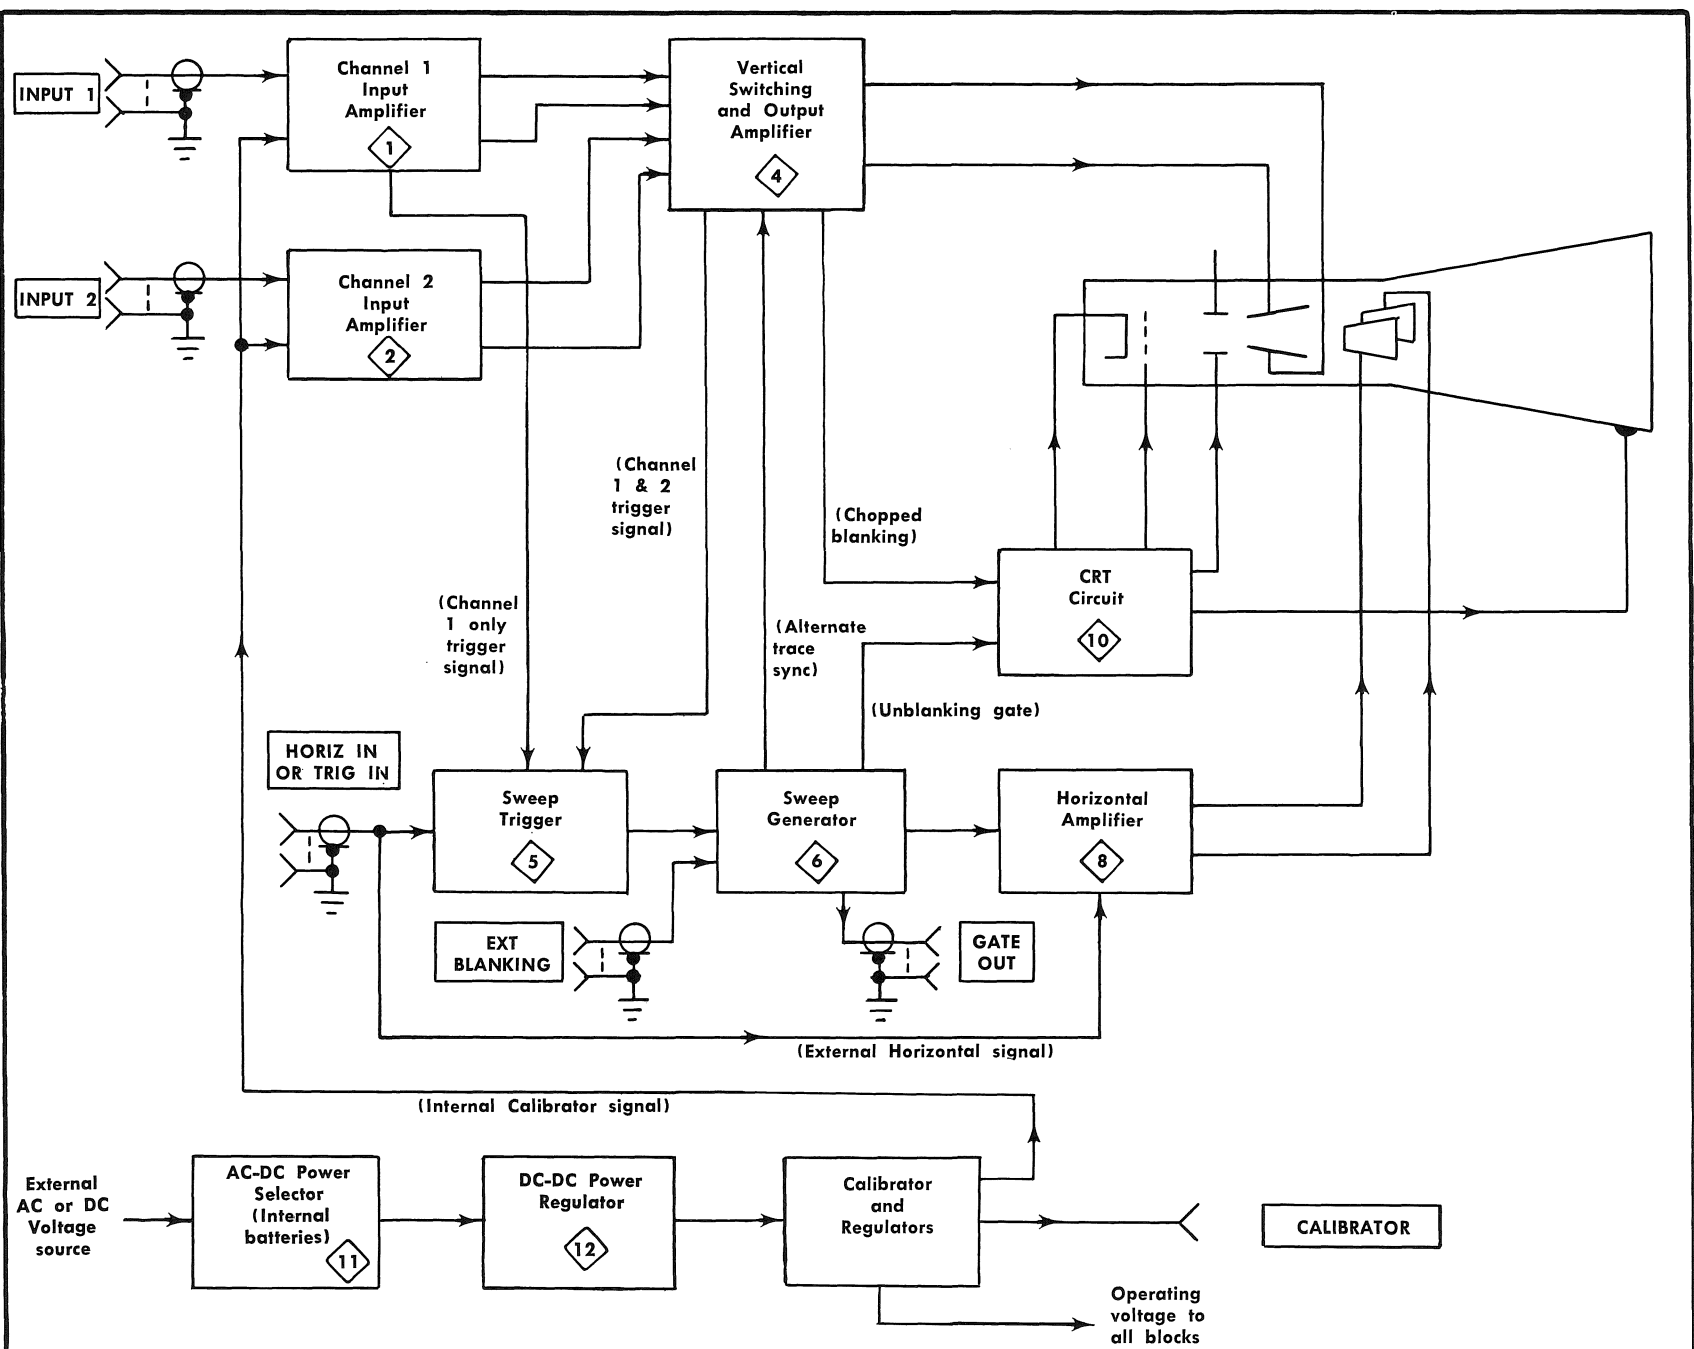 INPUT 1
Channel 1
Input
Amplifier
1
Vertical
Switching
and Output
Amplifier
4
INPUT 2
Channel 2
Input
Amplifier
2
(Channel
1 & 2
trigger
signal)
(Chopped
blanking)
CRT
Circuit
10
(Channel
1 only
trigger
signal)
(Alternate
trace
sync)
(Unblanking gate)
HORIZ IN
OR TRIG IN
Sweep
Trigger
5
Sweep
Generator
6
Horizontal
Amplifier
8
EXT
BLANKING
GATE
OUT
(External Horizontal signal)
(Internal Calibrator signal)
External
AC or DC
Voltage
source
AC-DC Power
Selector
(Internal
batteries)
11
DC-DC Power
Regulator
12
Calibrator
and
Regulators
CALIBRATOR
Operating
voltage to
all blocks